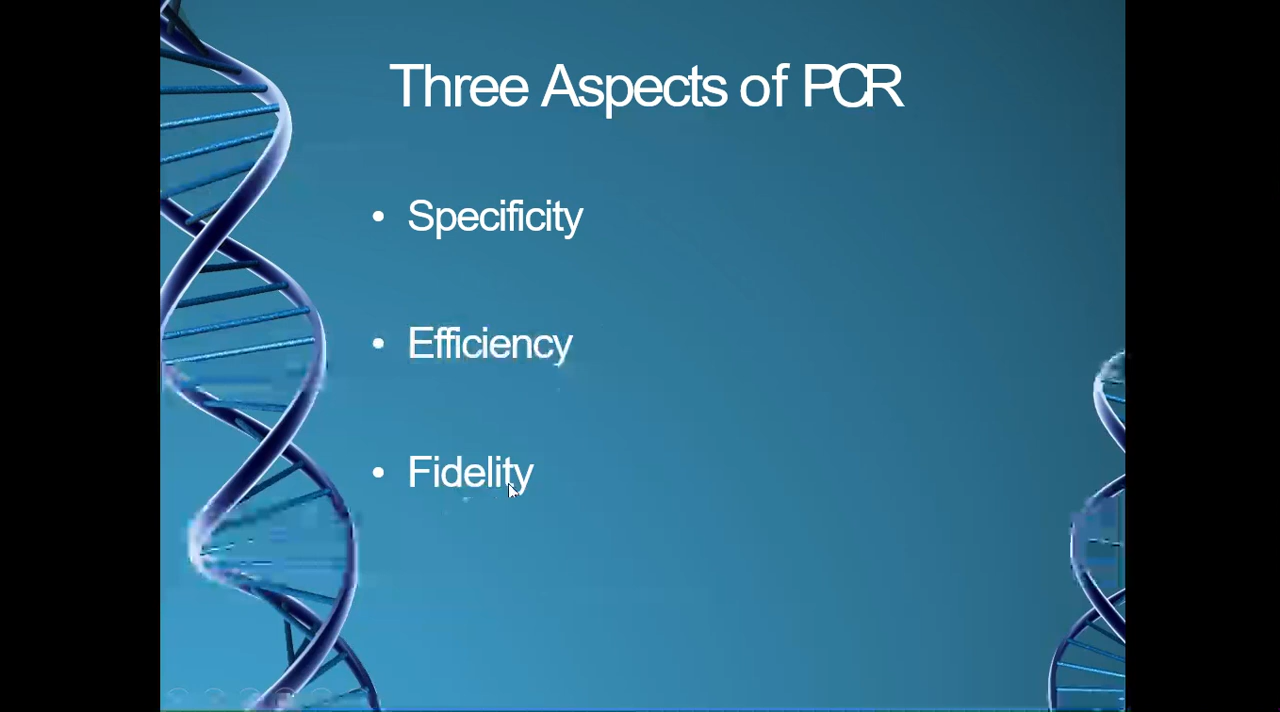 Three Aspects of PCR
• Specificity
• Efficiency
• Fidelity